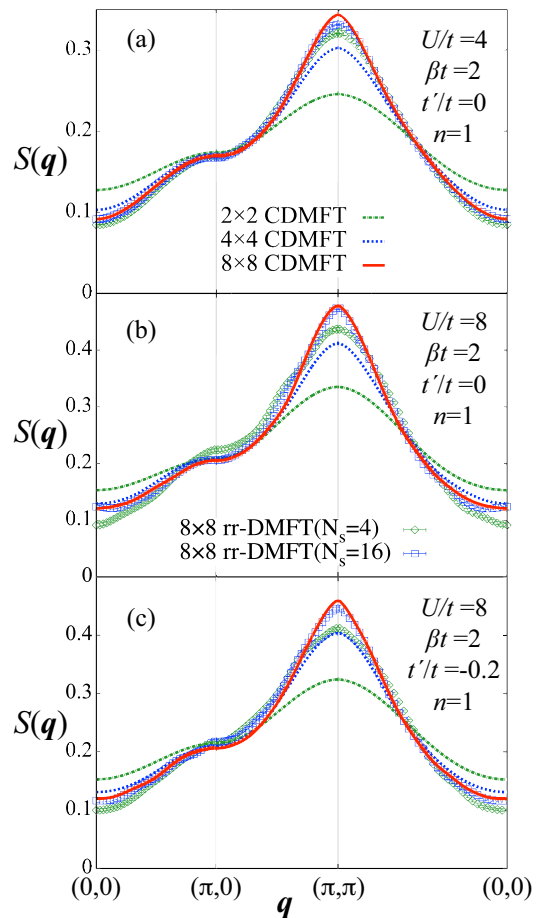 (a)
U/t =4
βt =2
t′/t =0
n=1
0.3
0.2
S(q)
0.1
0
2×2 CDMFT
4×4 CDMFT
8×8 CDMFT
(b)
U/t =8
βt =2
t′/t =0
n=1
0.4
0.3
S(q)
0.2
0.1
0
8×8 rr-DMFT(Nₛ=4)
8×8 rr-DMFT(Nₛ=16)
(c)
U/t =8
βt =2
t′/t =-0.2
n=1
0.4
0.3
S(q)
0.2
0.1
0
(0,0) (π,0) (π,π) (0,0)
q